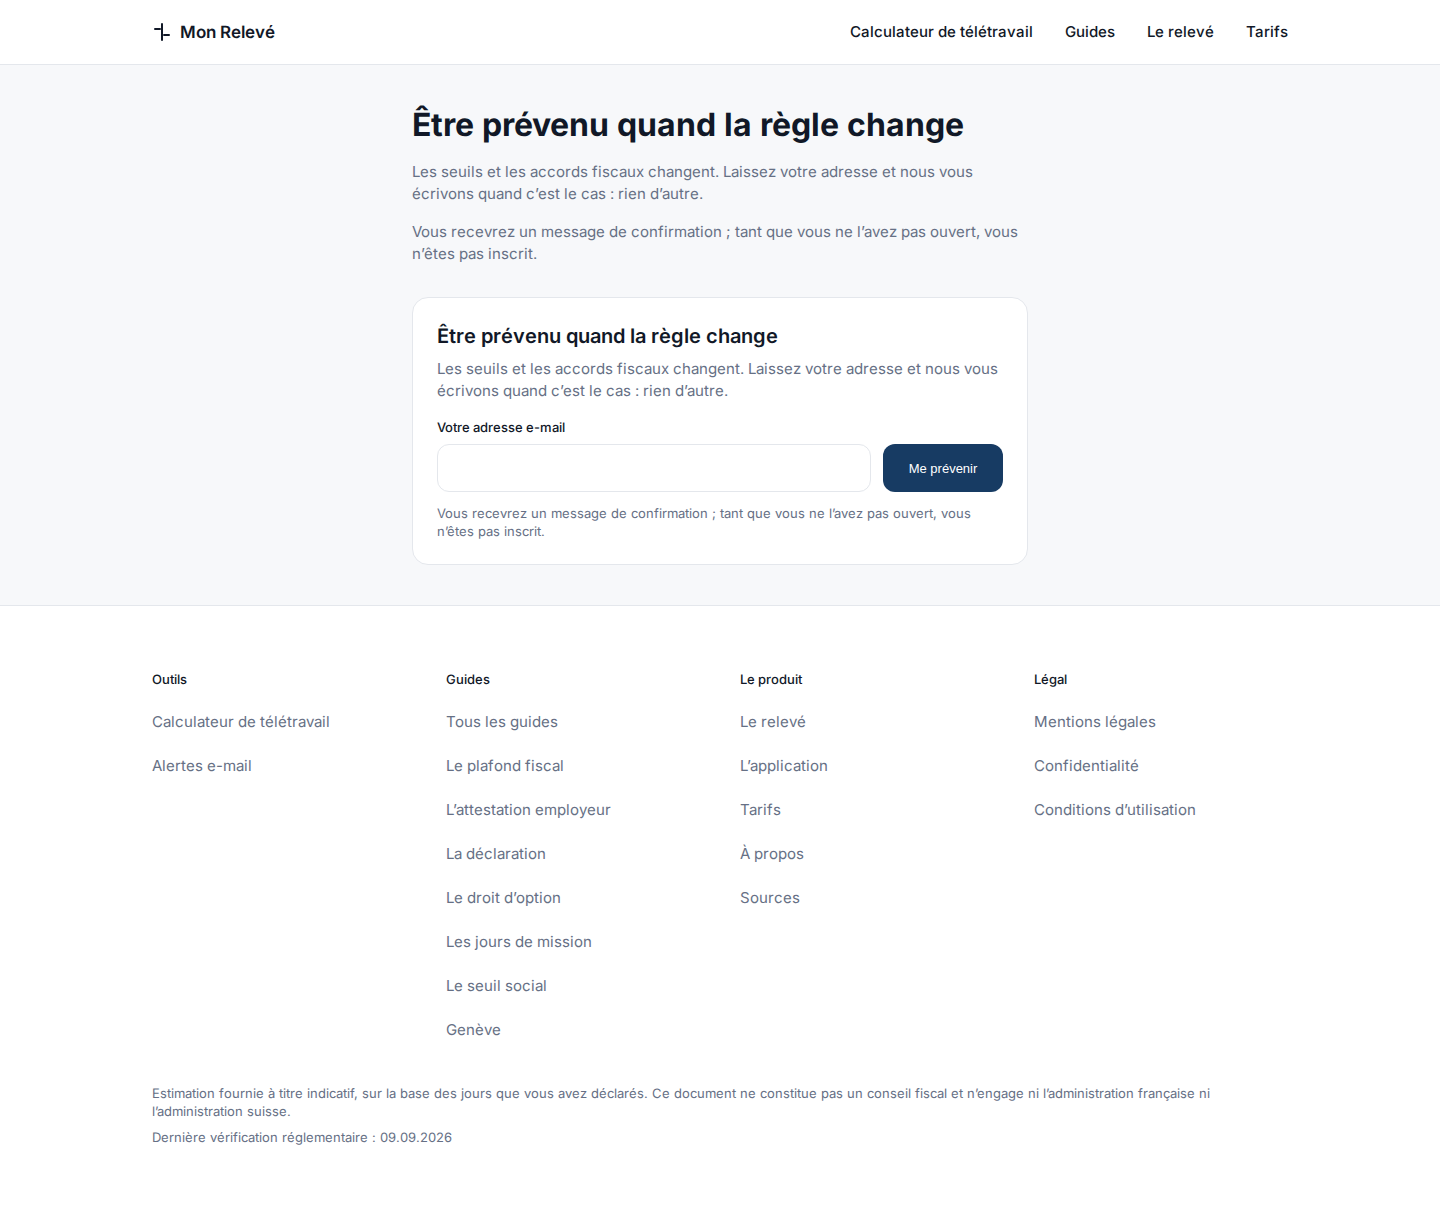 Mon Relevé
Calculateur de télétravail
Guides
Le relevé
Tarifs
Être prévenu quand la règle change
Les seuils et les accords fiscaux changent. Laissez votre adresse et nous vous
écrivons quand c’est le cas : rien d’autre.
Vous recevrez un message de confirmation ; tant que vous ne l’avez pas ouvert, vous
n’êtes pas inscrit.
Être prévenu quand la règle change
Les seuils et les accords fiscaux changent. Laissez votre adresse et nous vous
écrivons quand c’est le cas : rien d’autre.
Votre adresse e-mail
Me prévenir
Vous recevrez un message de confirmation ; tant que vous ne l’avez pas ouvert, vous
n’êtes pas inscrit.
Outils
Calculateur de télétravail
Alertes e-mail
Guides
Tous les guides
Le plafond fiscal
L’attestation employeur
La déclaration
Le droit d’option
Les jours de mission
Le seuil social
Genève
Le produit
Le relevé
L’application
Tarifs
À propos
Sources
Légal
Mentions légales
Confidentialité
Conditions d’utilisation
Estimation fournie à titre indicatif, sur la base des jours que vous avez déclarés. Ce document ne constitue pas un conseil fiscal et n’engage ni l’administration française ni
l’administration suisse.
Dernière vérification réglementaire : 09.09.2026